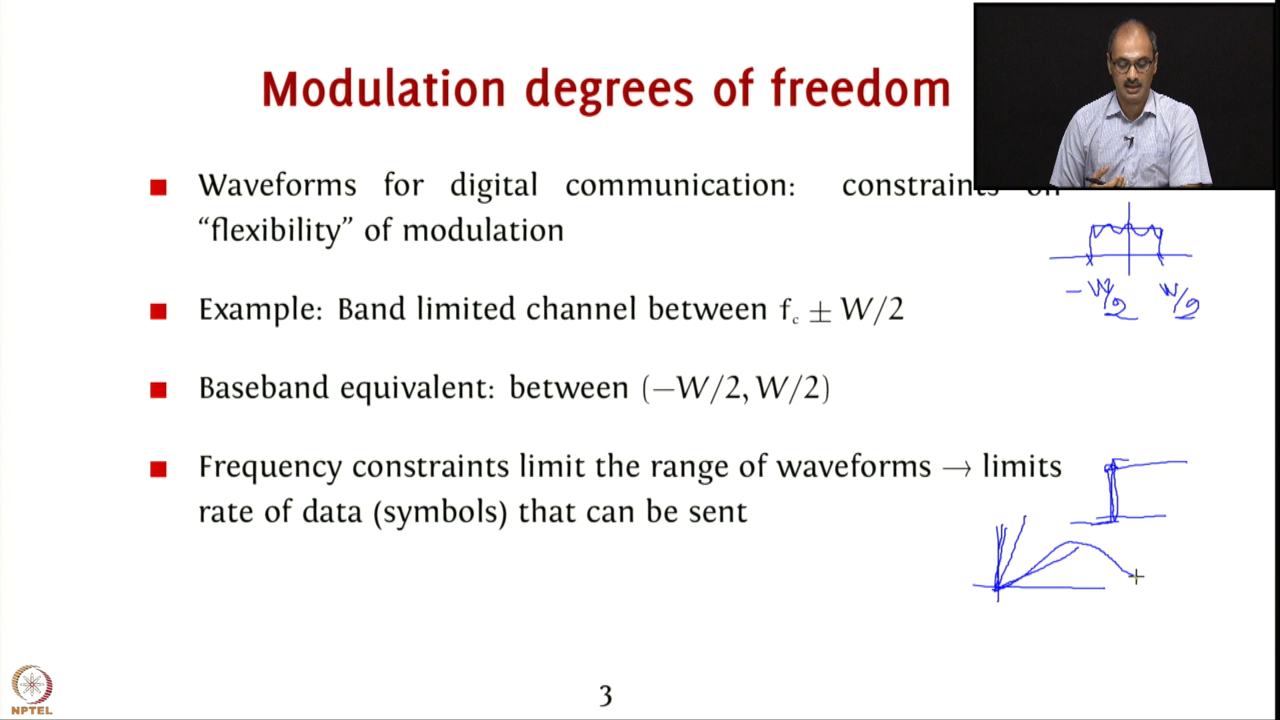 Modulation degrees of freedom
Waveforms for digital communication: constraints on
“flexibility” of modulation
Example: Band limited channel between f_c ± W/2
Baseband equivalent: between (−W/2, W/2)
Frequency constraints limit the range of waveforms → limits
rate of data (symbols) that can be sent
−W/2 W/2
NPTEL
3